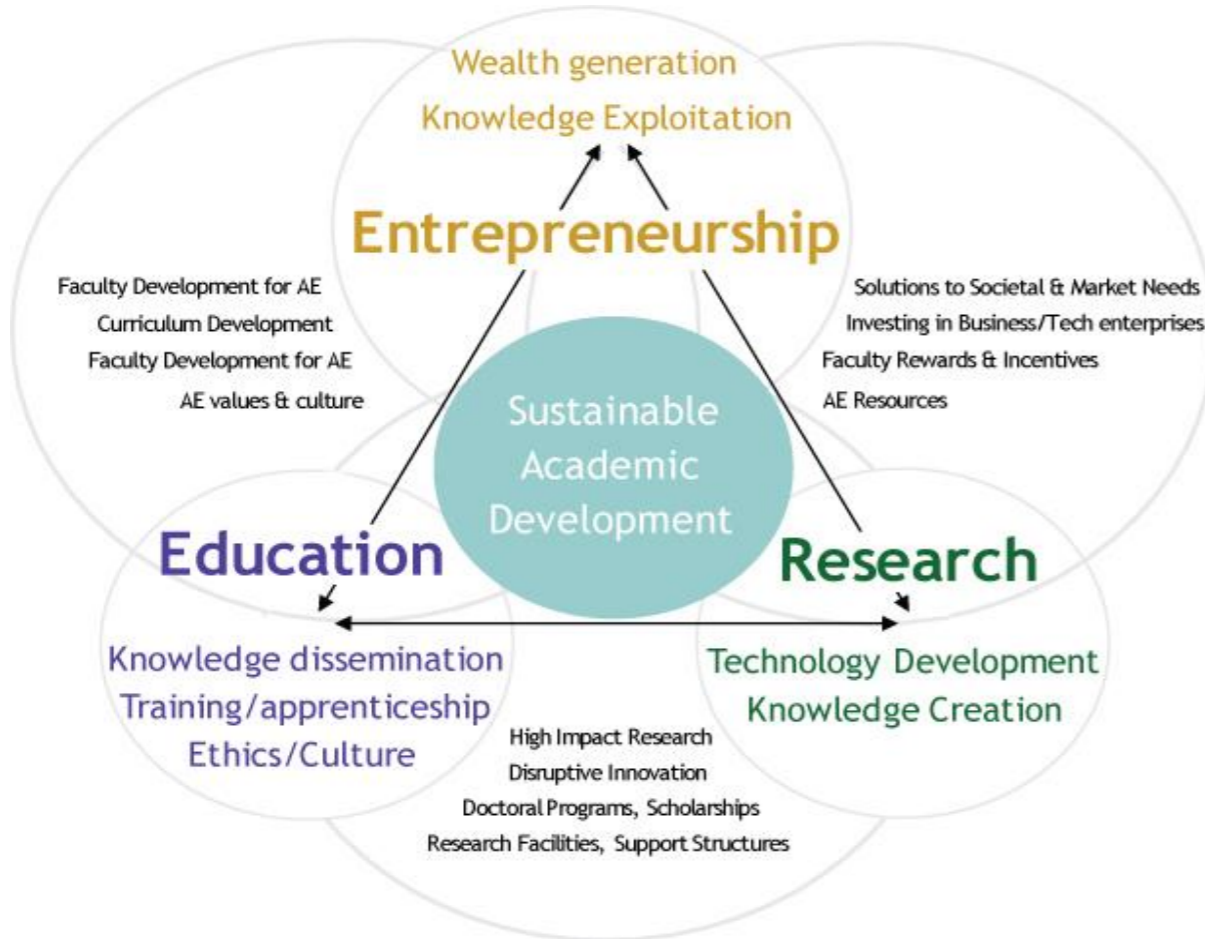 Wealth generation
Knowledge Exploitation
Entrepreneurship
Faculty Development for AE
Curriculum Development
Faculty Development for AE
AE values & culture
Solutions to Societal & Market Needs
Investing in Business/Tech enterprises
Faculty Rewards & Incentives
AE Resources
Sustainable
Academic
Development
Education
Knowledge dissemination
Training/apprenticeship
Ethics/Culture
Research
Technology Development
Knowledge Creation
High Impact Research
Disruptive Innovation
Doctoral Programs, Scholarships
Research Facilities, Support Structures